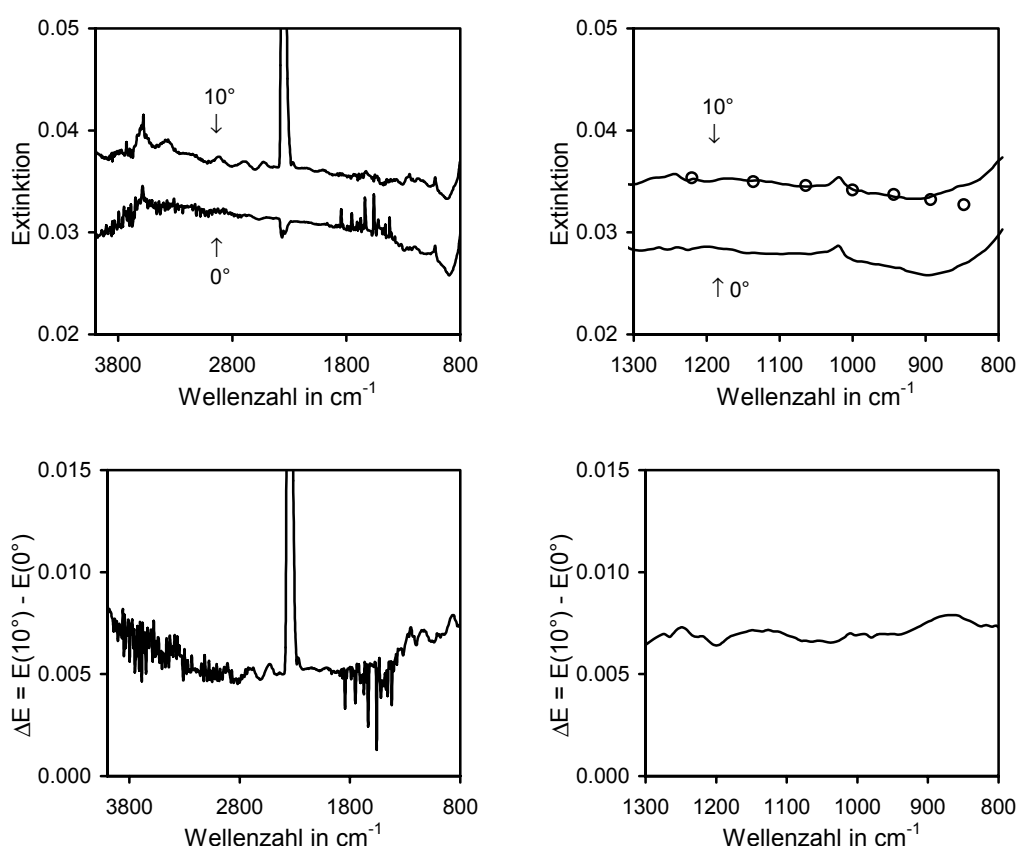 0.05
0.04
0.03
0.02
Extinktion
10°
↓
↑
0°
3800 2800 1800 800
Wellenzahl in cm-1
0.05
0.04
0.03
0.02
Extinktion
10°
↓
↑ 0°
1300 1200 1100 1000 900 800
Wellenzahl in cm-1
0.015
0.010
0.005
0.000
ΔE = E(10°) - E(0°)
3800 2800 1800 800
Wellenzahl in cm-1
0.015
0.010
0.005
0.000
ΔE = E(10°) - E(0°)
1300 1200 1100 1000 900 800
Wellenzahl in cm-1